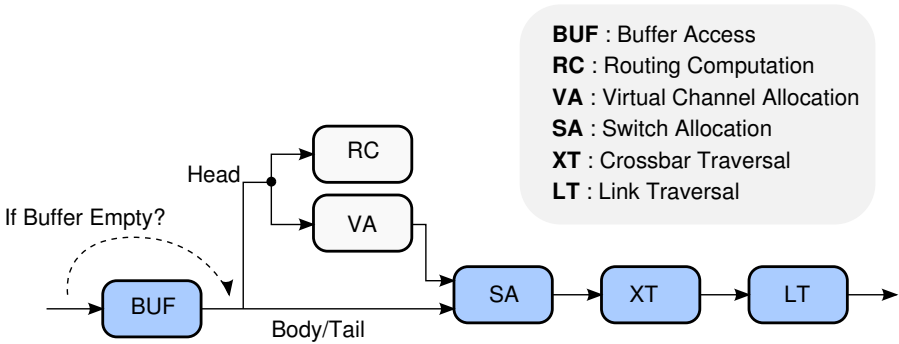 BUF : Buffer Access
RC : Routing Computation
VA : Virtual Channel Allocation
SA : Switch Allocation
XT : Crossbar Traversal
LT : Link Traversal
RC
Head
VA
If Buffer Empty?
BUF
SA
XT
LT
Body/Tail